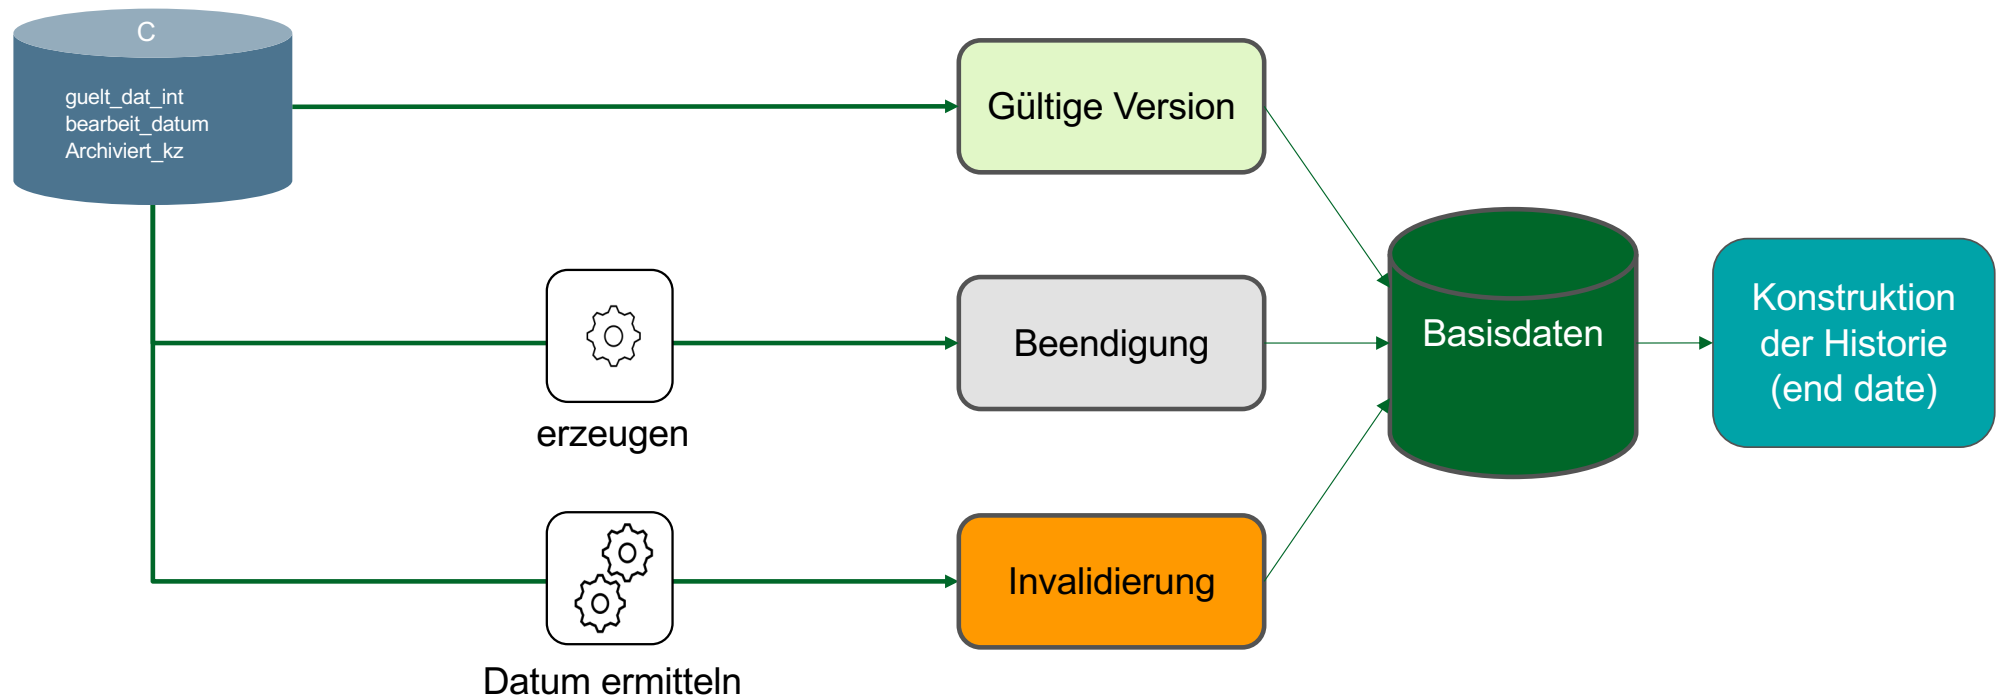 C
guelt_dat_int
bearbeit_datum
Archiviert_kz
Gültige Version
erzeugen
Beendigung
Datum ermitteln
Invalidierung
Basisdaten
Konstruktion
der Historie
(end date)